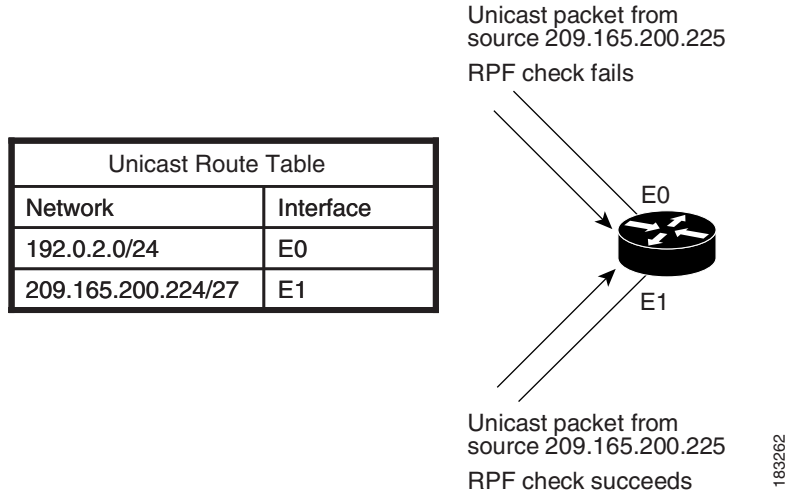 Unicast packet from
source 209.165.200.225
RPF check fails
Unicast Route Table
Network Interface
192.0.2.0/24 E0
209.165.200.224/27 E1
E0
E1
Unicast packet from
source 209.165.200.225
RPF check succeeds
183262